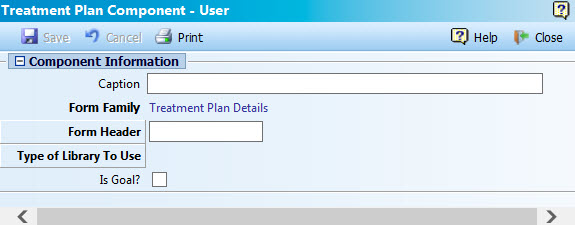 Treatment Plan Component - User
Save Cancel Print Help Close
Component Information
Caption
Form Family Treatment Plan Details
Form Header
Type of Library To Use
Is Goal?